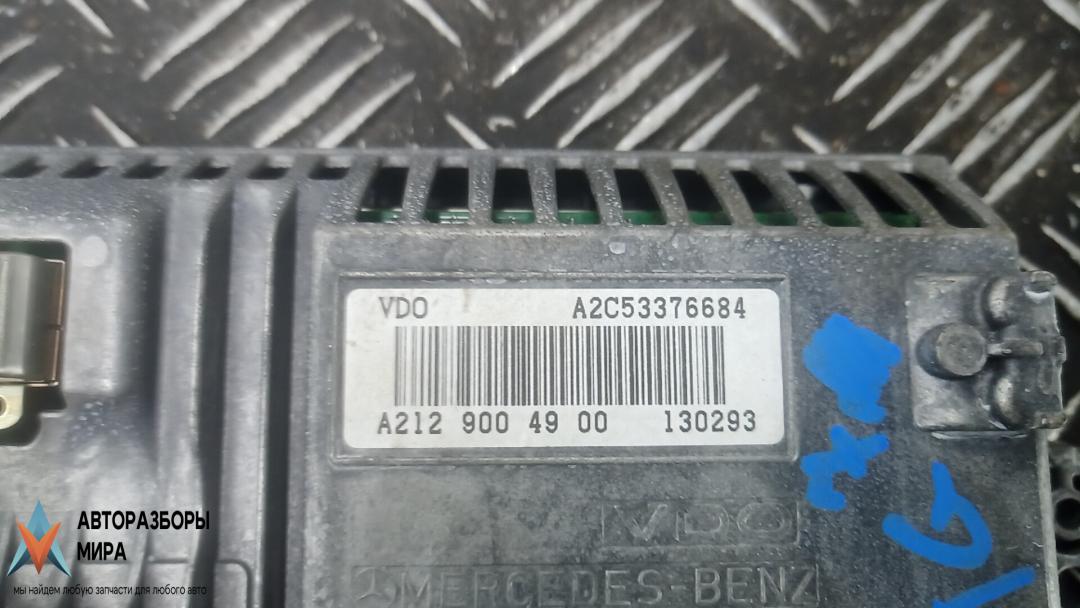 VDO A2C53376684
A212 900 49 00 130293
VDO
MERCEDES-BENZ
АВТОРАЗБОРЫ
МИРА
мы найдем любую запчасти для любого авто